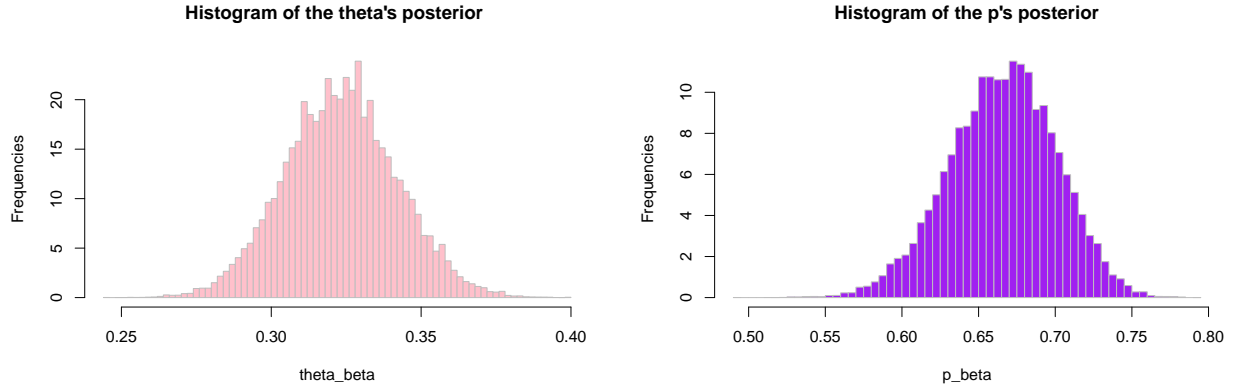 Histogram of the theta's posterior
Frequencies
0 5 10 15 20
0.25 0.30 0.35 0.40
theta_beta
Histogram of the p's posterior
Frequencies
0 2 4 6 8 10
0.50 0.55 0.60 0.65 0.70 0.75 0.80
p_beta